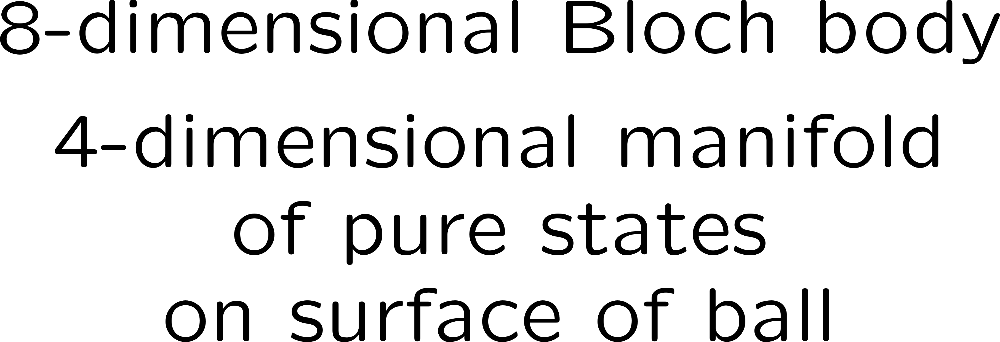 8-dimensional Bloch body
4-dimensional manifold
of pure states
on surface of ball